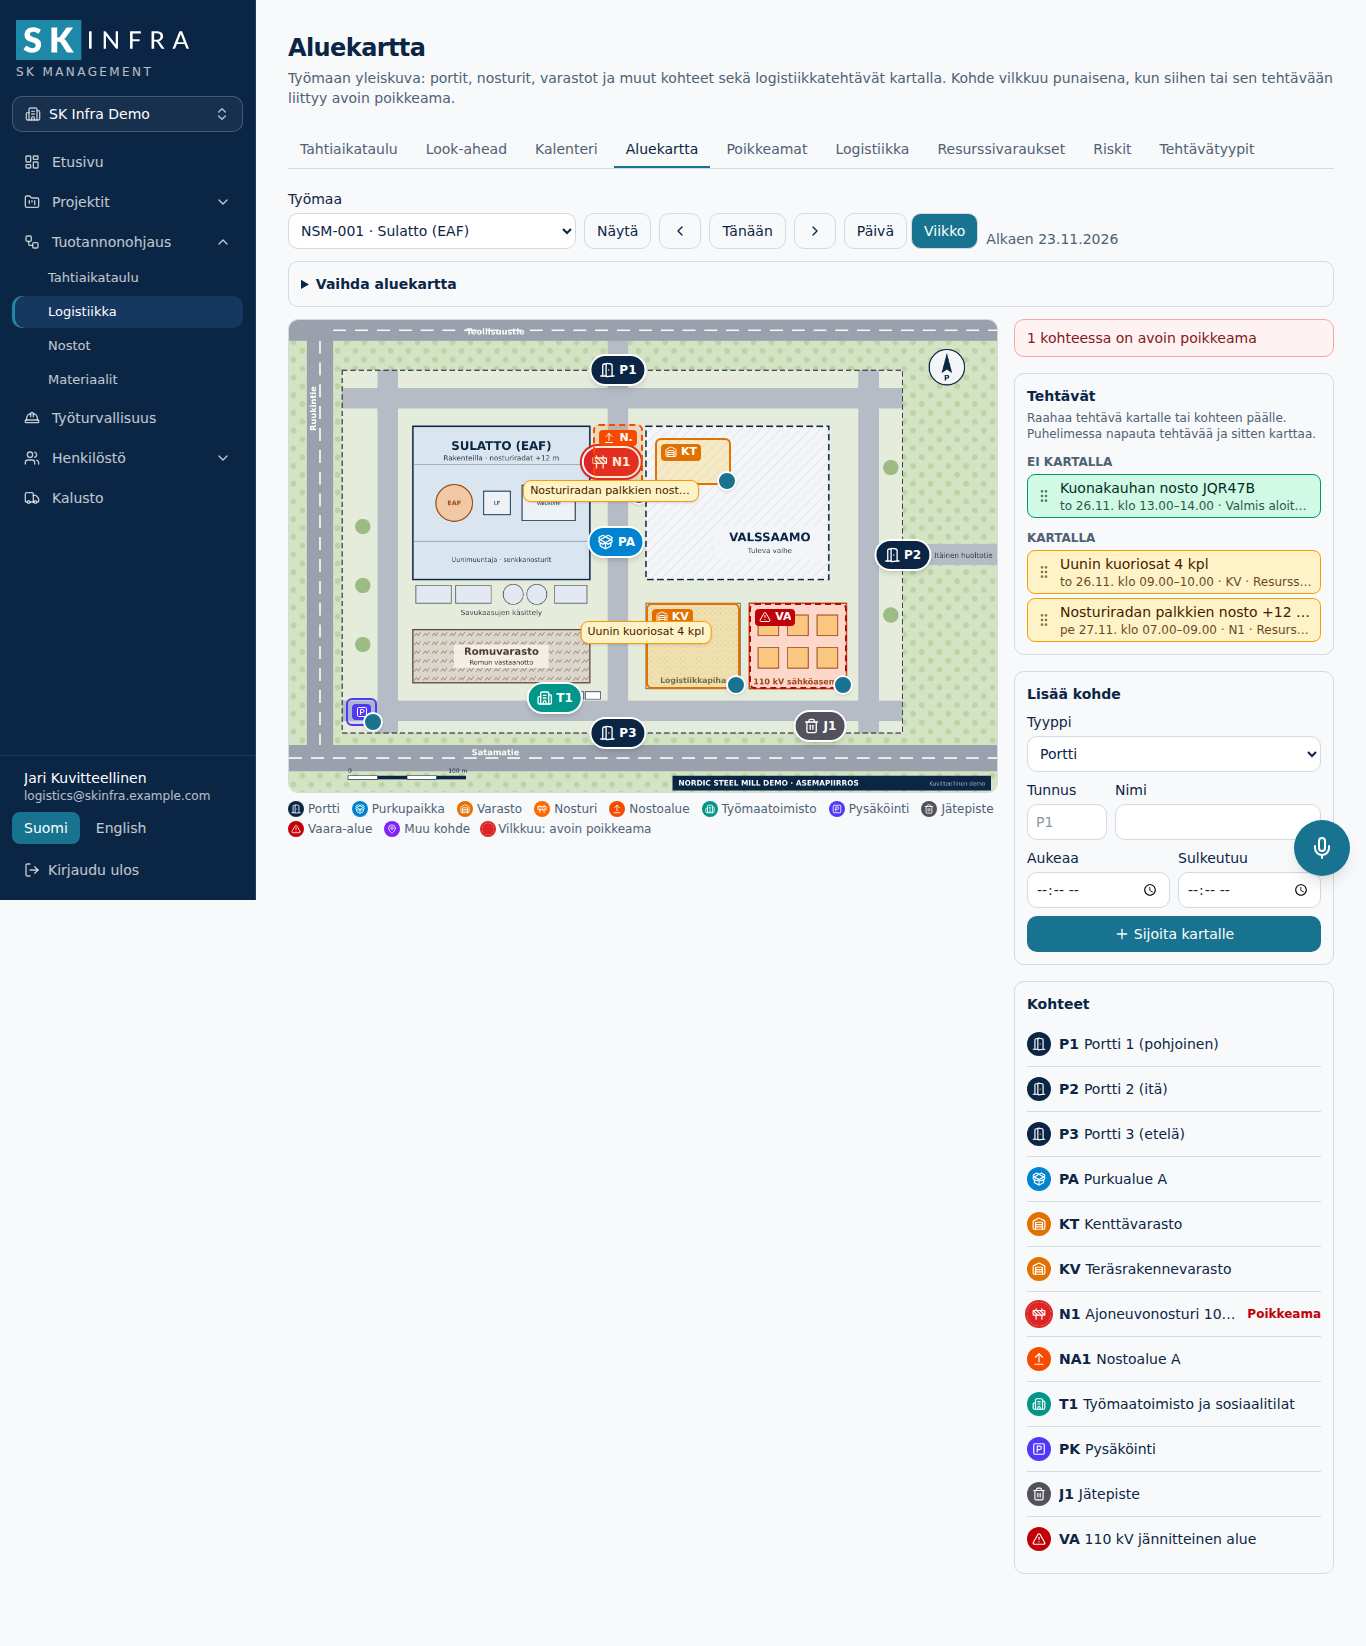 SK INFRA
SK MANAGEMENT
SK Infra Demo
Etusivu
Projektit
Tuotannonohjaus
Tahtiaikataulu
Logistiikka
Nostot
Materiaalit
Työturvallisuus
Henkilöstö
Kalusto
Jari Kuvitteellinen
logistics@skinfra.example.com
Suomi English
Kirjaudu ulos
Aluekartta
Työmaan yleiskuva: portit, nosturit, varastot ja muut kohteet sekä logistiikkatehtävät kartalla. Kohde vilkkuu punaisena, kun siihen tai sen tehtävään
liittyy avoin poikkeama.
Tahtiaikataulu Look-ahead Kalenteri Aluekartta Poikkeamat Logistiikka Resurssivaraukset Riskit Tehtävätyypit
Työmaa
NSM-001 · Sulatto (EAF) Näytä Tänään Päivä Viikko Alkaen 23.11.2026
Vaihda aluekartta
Teollisuustie
Ruukintie
P1
P
SULATTO (EAF)
Rakenteilla · nosturiradat +12 m
N.
N1
KT
Nosturiradan palkkien nost…
EAF
LF
PA
VALSSAAMO
Tuleva vaihe
P2
Itäinen huoltotie
Uunimuuntaja · senkkanosturit
Savukaasujen käsittely
KV
VA
Uunin kuoriosat 4 kpl
Romuvarasto
Romun vastaanotto
Logistiikkapiha
110 kV sähköasem
T1
P
P3
J1
Satamatie
0 100 m
NORDIC STEEL MILL DEMO · ASEMAPIIRROS Kuvitteellinen demo
Portti Purkupaikka Varasto Nosturi Nostoalue Työmaatoimisto Pysäköinti Jätepiste
Vaara-alue Muu kohde Vilkkuu: avoin poikkeama
1 kohteessa on avoin poikkeama
Tehtävät
Raahaa tehtävä kartalle tai kohteen päälle.
Puhelimessa napauta tehtävää ja sitten karttaa.
EI KARTALLA
Kuonakauhan nosto JQR47B
to 26.11. klo 13.00–14.00 · Valmis aloit…
KARTALLA
Uunin kuoriosat 4 kpl
to 26.11. klo 09.00–10.00 · KV · Resurss…
Nosturiradan palkkien nosto +12 …
pe 27.11. klo 07.00–09.00 · N1 · Resurs…
Lisää kohde
Tyyppi
Portti
Tunnus Nimi
P1
Aukeaa Sulkeutuu
--:-- -- --:-- --
+ Sijoita kartalle
Kohteet
P1 Portti 1 (pohjoinen)
P2 Portti 2 (itä)
P3 Portti 3 (etelä)
PA Purkualue A
KT Kenttävarasto
KV Teräsrakennevarasto
N1 Ajoneuvonosturi 10… Poikkeama
NA1 Nostoalue A
T1 Työmaatoimisto ja sosiaalitilat
PK Pysäköinti
J1 Jätepiste
VA 110 kV jännitteinen alue